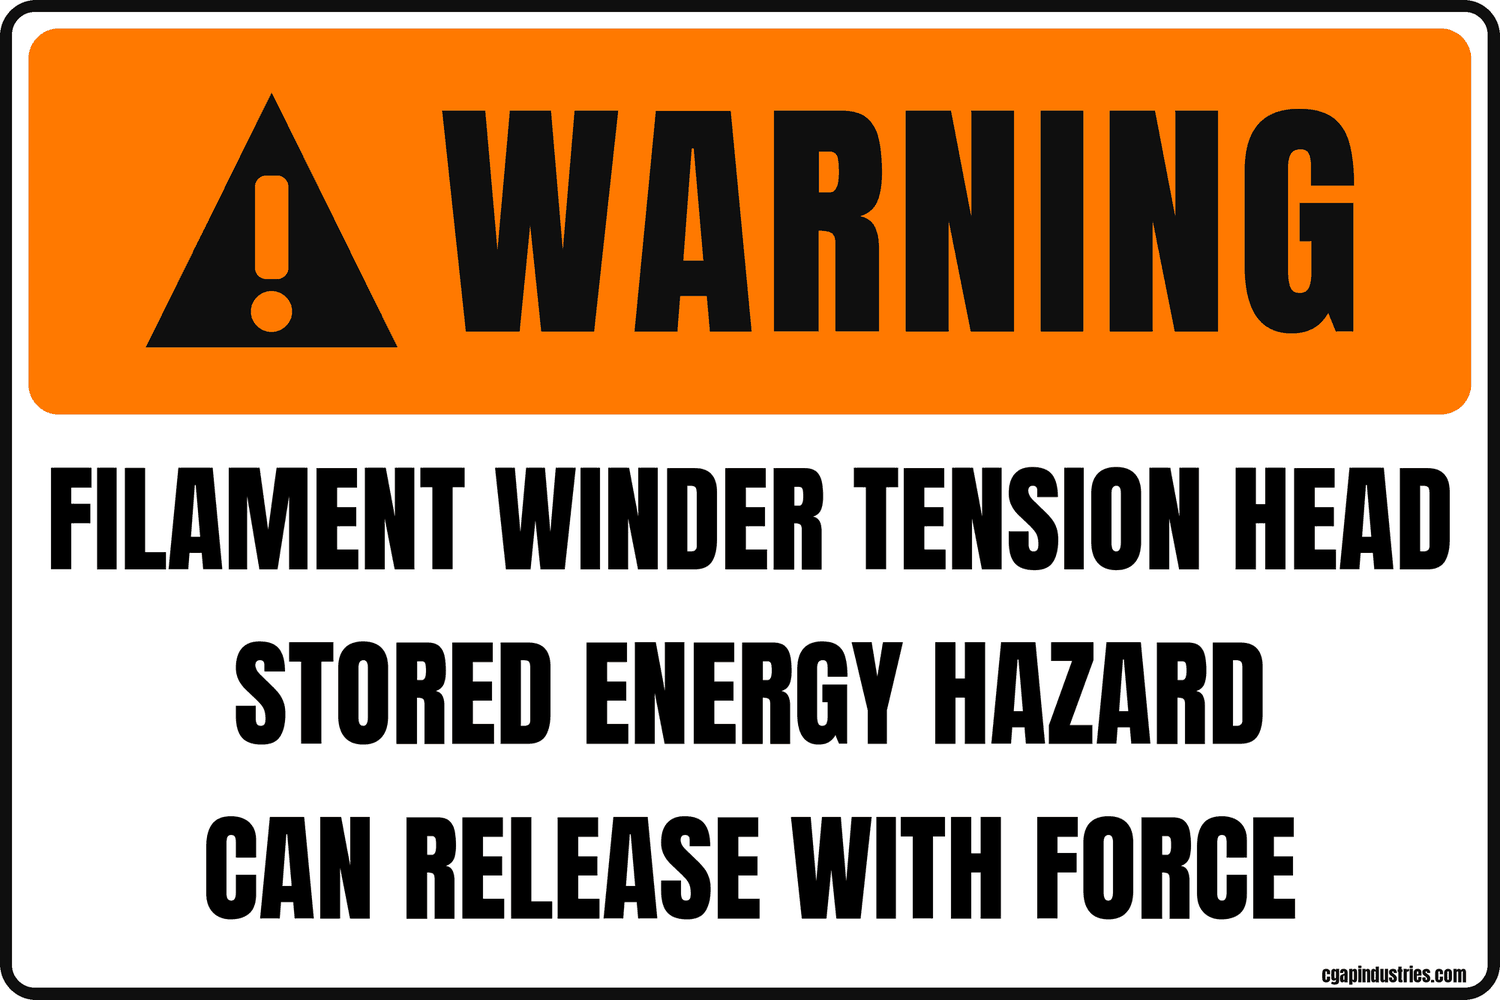 WARNING
FILAMENT WINDER TENSION HEAD
STORED ENERGY HAZARD
CAN RELEASE WITH FORCE
cgapindustries.com